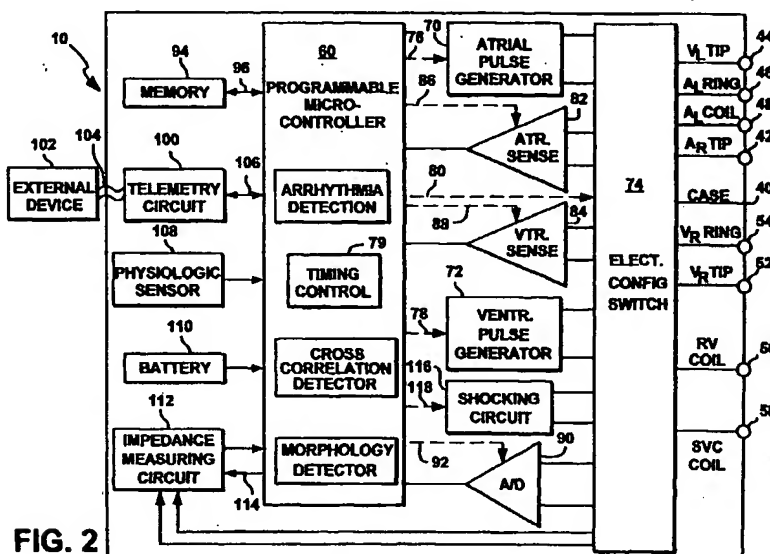 10
94
MEMORY
96
60
PROGRAMMABLE
MICRO-
CONTROLLER
76
70
ATRIAL
PULSE
GENERATOR
86
82
ATR.
SENSE
74
ELECT.
CONFIG
SWITCH
VL TIP
44
AL RING
46
AL COIL
48
AR TIP
42
CASE
40
VR RING
54
VR TIP
52
RV
COIL
SVC
COIL
102
104
100
EXTERNAL
DEVICE
TELEMETRY
CIRCUIT
106
ARRHYTHMIA
DETECTION
80
88
84
VTR.
SENSE
108
PHYSIOLOGIC
SENSOR
79
TIMING
CONTROL
78
72
VENTR.
PULSE
GENERATOR
110
BATTERY
CROSS
CORRELATION
DETECTOR
116
118
SHOCKING
CIRCUIT
112
IMPEDANCE
MEASURING
CIRCUIT
114
MORPHOLOGY
DETECTOR
92
90
A/D
FIG. 2